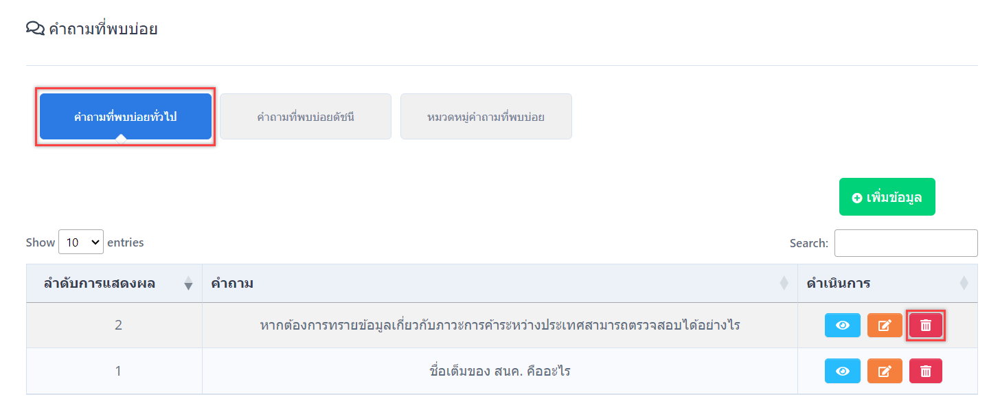 คำถามที่พบบ่อย
คำถามที่พบบ่อยทั่วไป คำถามที่พบบ่อยดัชนี หมวดหมู่คำถามที่พบบ่อย
เพิ่มข้อมูล
Show 10 entries Search:
ลำดับการแสดงผล คำถาม ดำเนินการ
2 หากต้องการทรายข้อมูลเกี่ยวกับภาวะการค้าระหว่างประเทศสามารถตรวจสอบได้อย่างไร
1 ชื่อเต็มของ สนค. คืออะไร